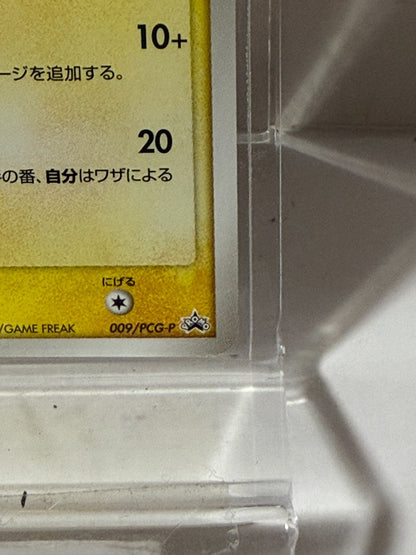 10+
ージを追加する。
20
の番、自分はワザによる
にげる
/GAME FREAK 009/PCG-P
PROMO